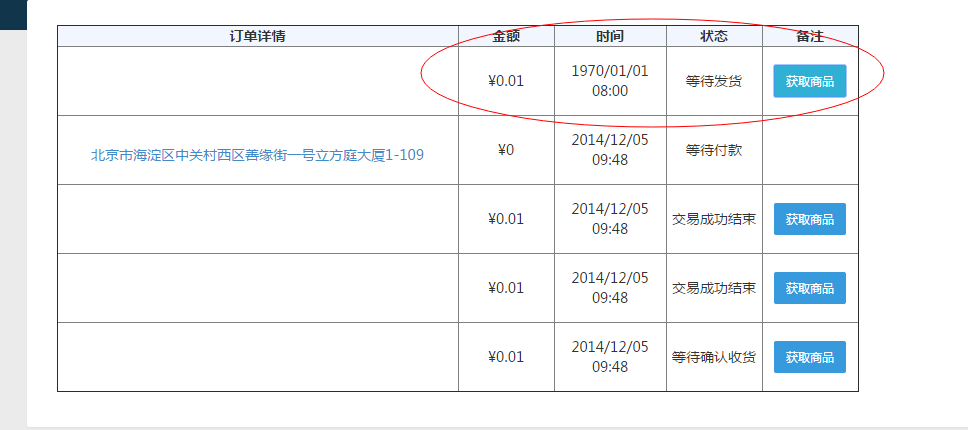 订单详情 金额 时间 状态 备注
¥0.01 1970/01/01 08:00 等待发货 获取商品
北京市海淀区中关村西区善缘街一号立方庭大厦1-109 ¥0 2014/12/05 09:48 等待付款
¥0.01 2014/12/05 09:48 交易成功结束 获取商品
¥0.01 2014/12/05 09:48 交易成功结束 获取商品
¥0.01 2014/12/05 09:48 等待确认收货 获取商品